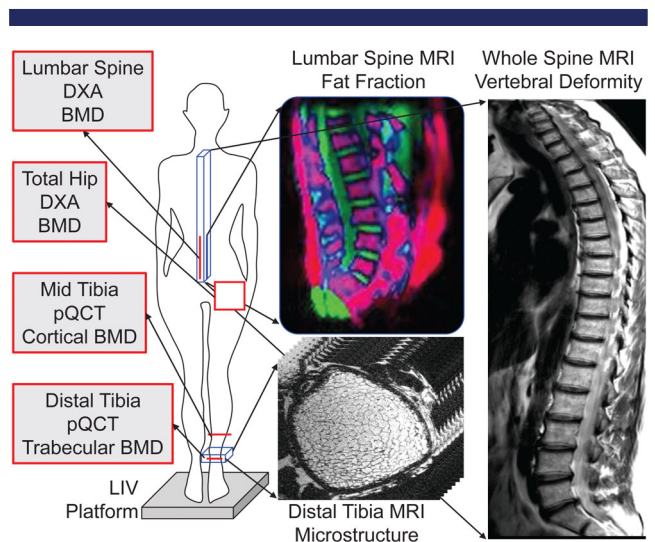 Lumbar Spine
DXA
BMD
Total Hip
DXA
BMD
Mid Tibia
pQCT
Cortical BMD
Distal Tibia
pQCT
Trabecular BMD
LIV
Platform
Lumbar Spine MRI
Fat Fraction
Distal Tibia MRI
Microstructure
Whole Spine MRI
Vertebral Deformity